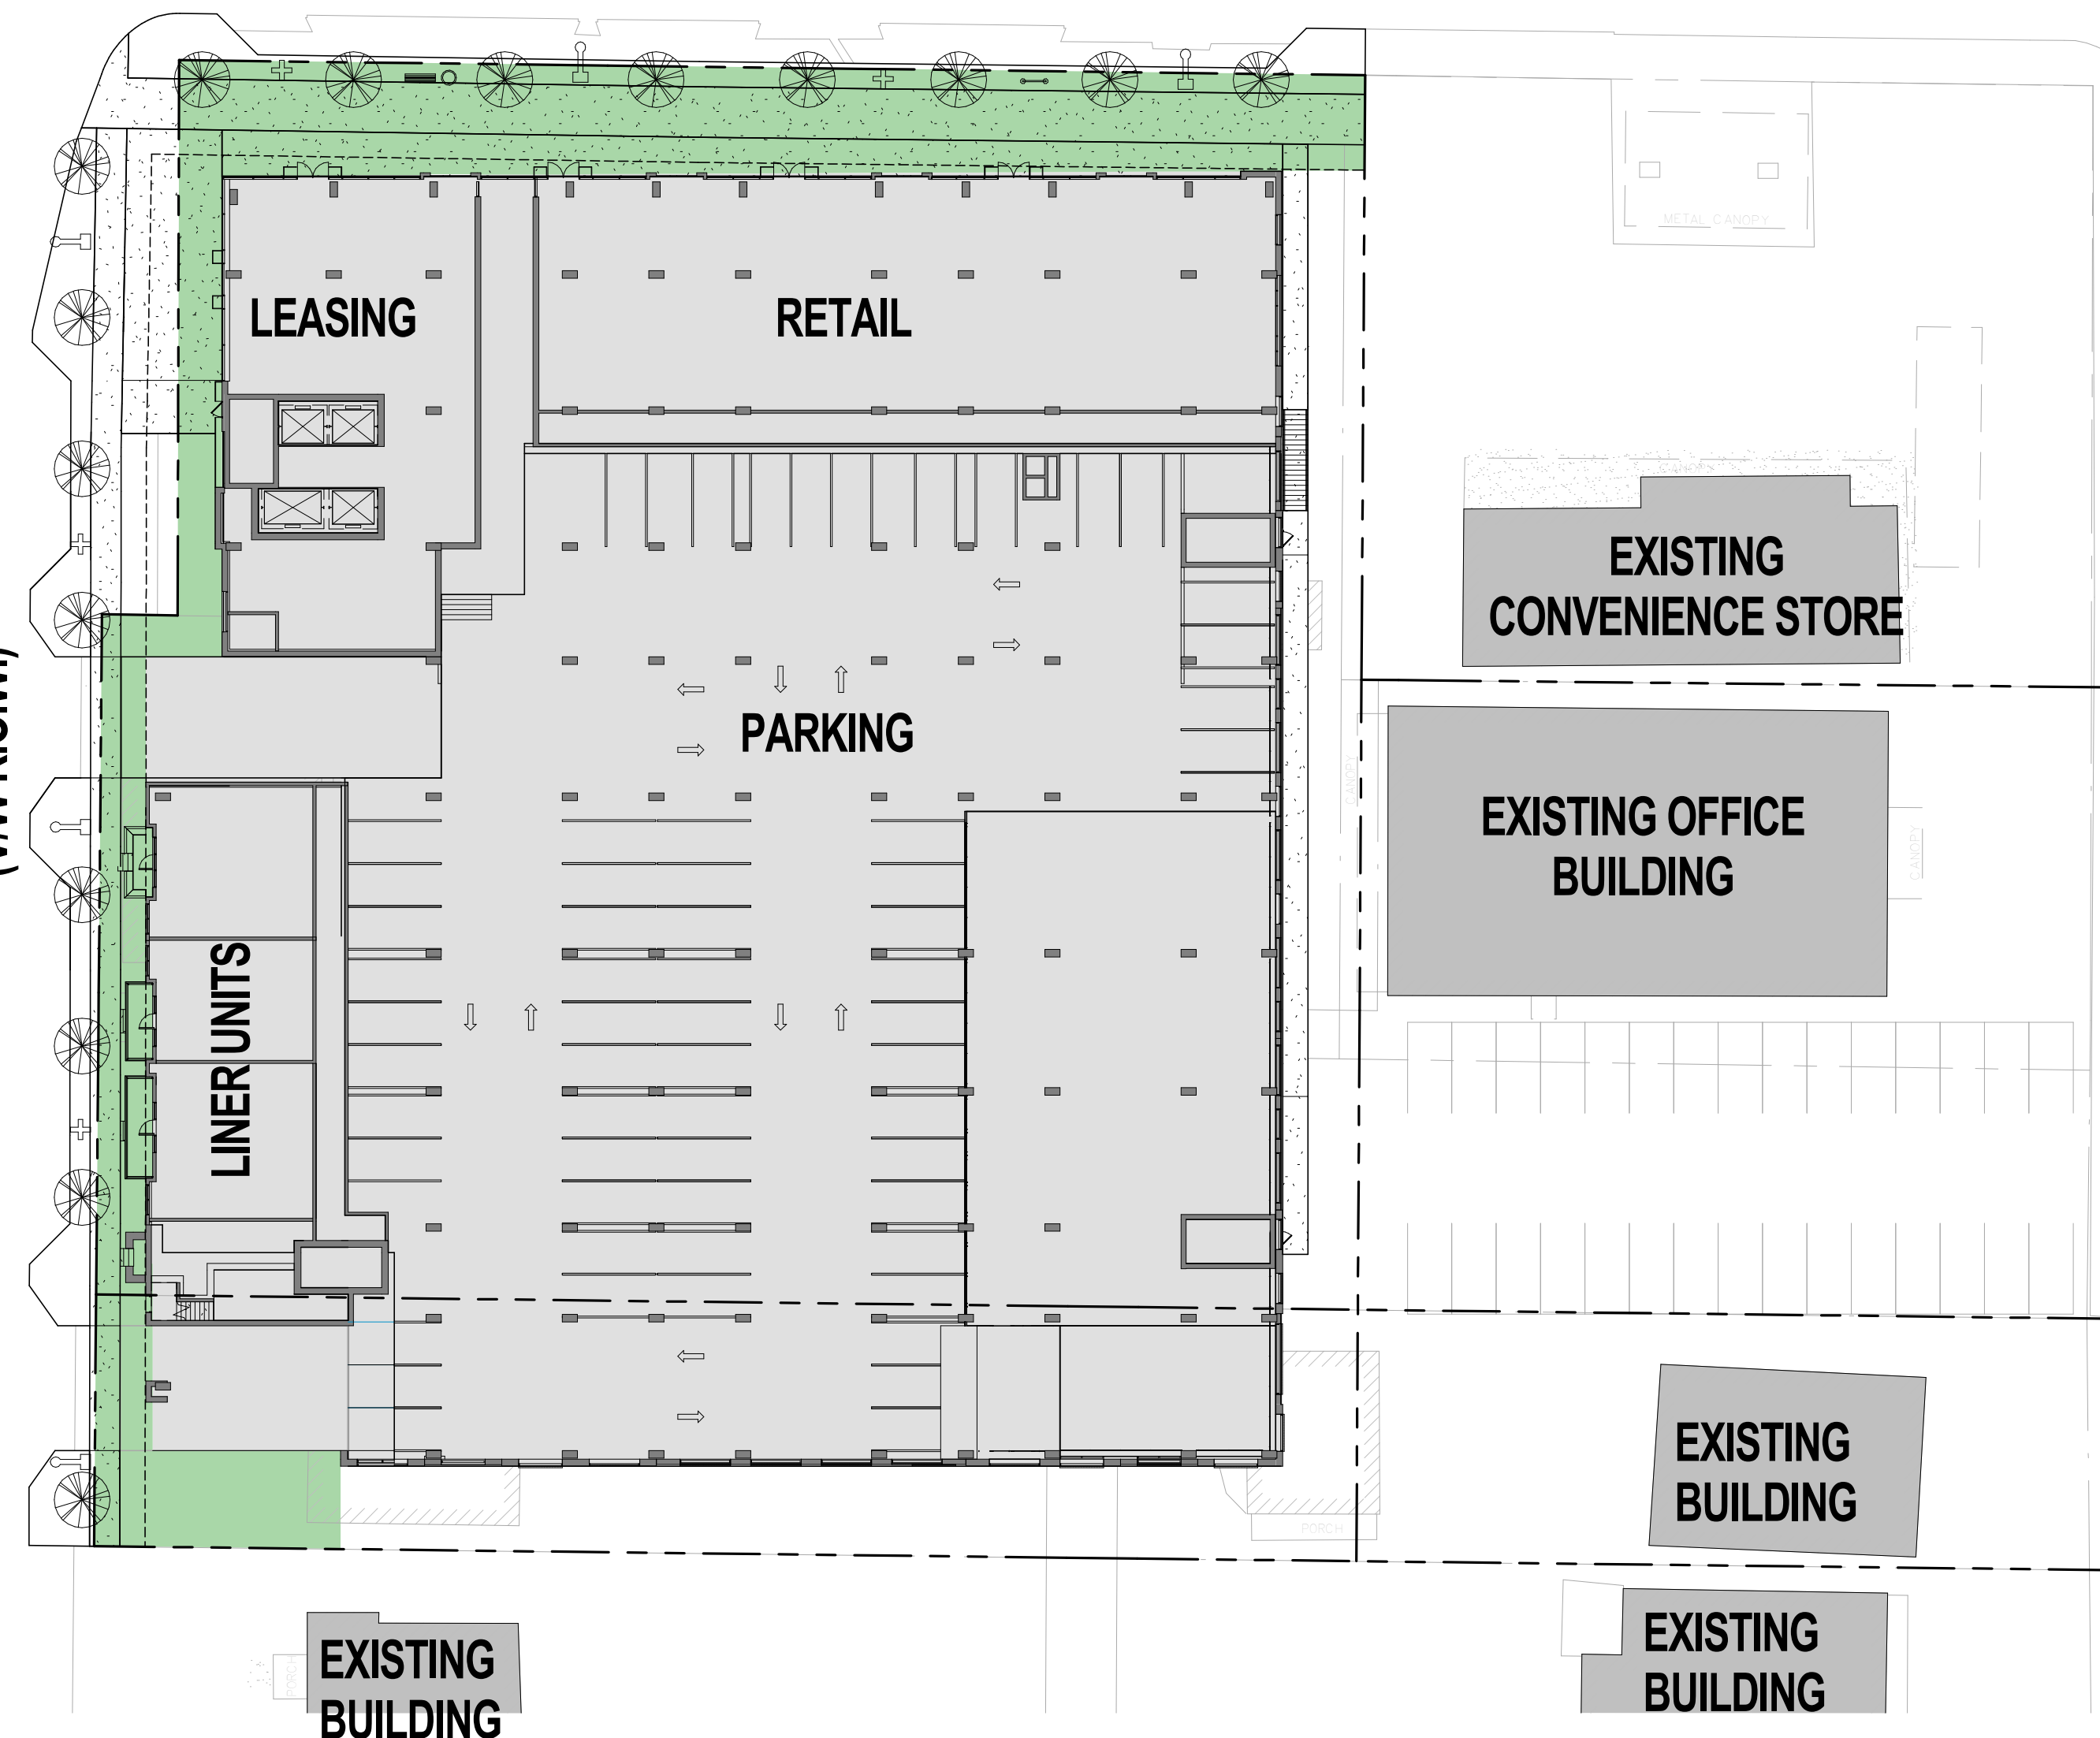 METAL CANOPY
LEASING
RETAIL
CANOPY
EXISTING
CONVENIENCE STORE
PARKING
CANOPY
EXISTING OFFICE
BUILDING
CANOPY
LINER UNITS
EXISTING
BUILDING
PORCH
EXISTING
BUILDING
PORCH
EXISTING
BUILDING